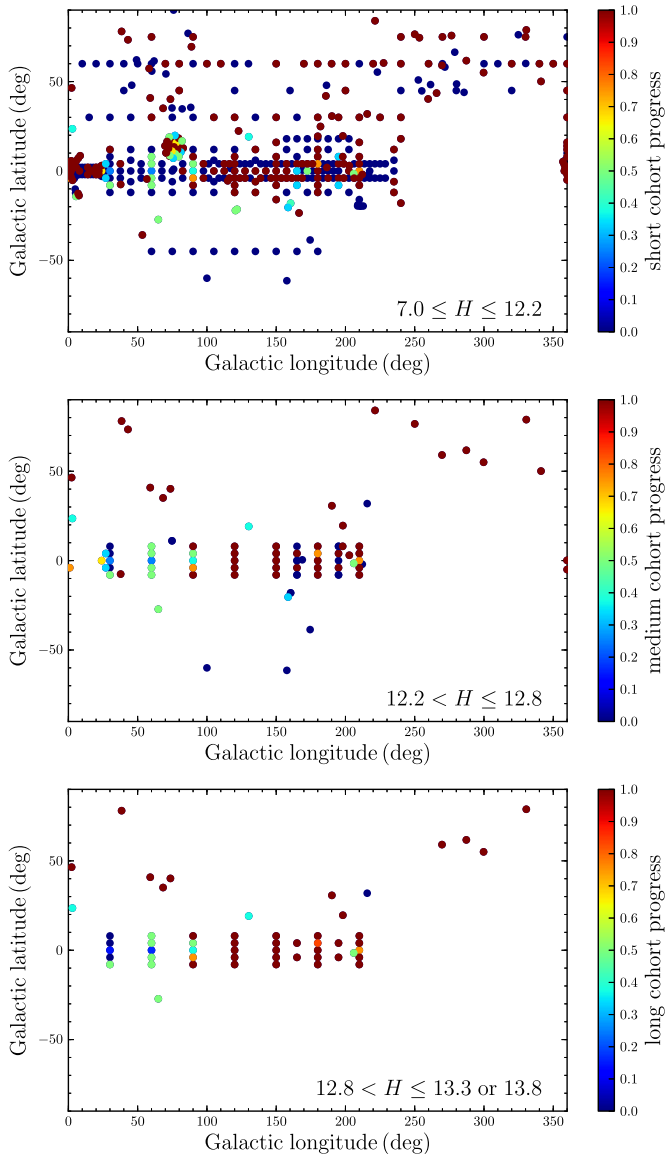 50
0
−50
Galactic latitude (deg)
0 50 100 150 200 250 300 350
Galactic longitude (deg)
7.0 ≤ H ≤ 12.2
1.0
0.9
0.8
0.7
0.6
0.5
0.4
0.3
0.2
0.1
0.0
short cohort progress
50
0
−50
Galactic latitude (deg)
0 50 100 150 200 250 300 350
Galactic longitude (deg)
12.2 < H ≤ 12.8
1.0
0.9
0.8
0.7
0.6
0.5
0.4
0.3
0.2
0.1
0.0
medium cohort progress
50
0
−50
Galactic latitude (deg)
0 50 100 150 200 250 300 350
Galactic longitude (deg)
12.8 < H ≤ 13.3 or 13.8
1.0
0.9
0.8
0.7
0.6
0.5
0.4
0.3
0.2
0.1
0.0
long cohort progress